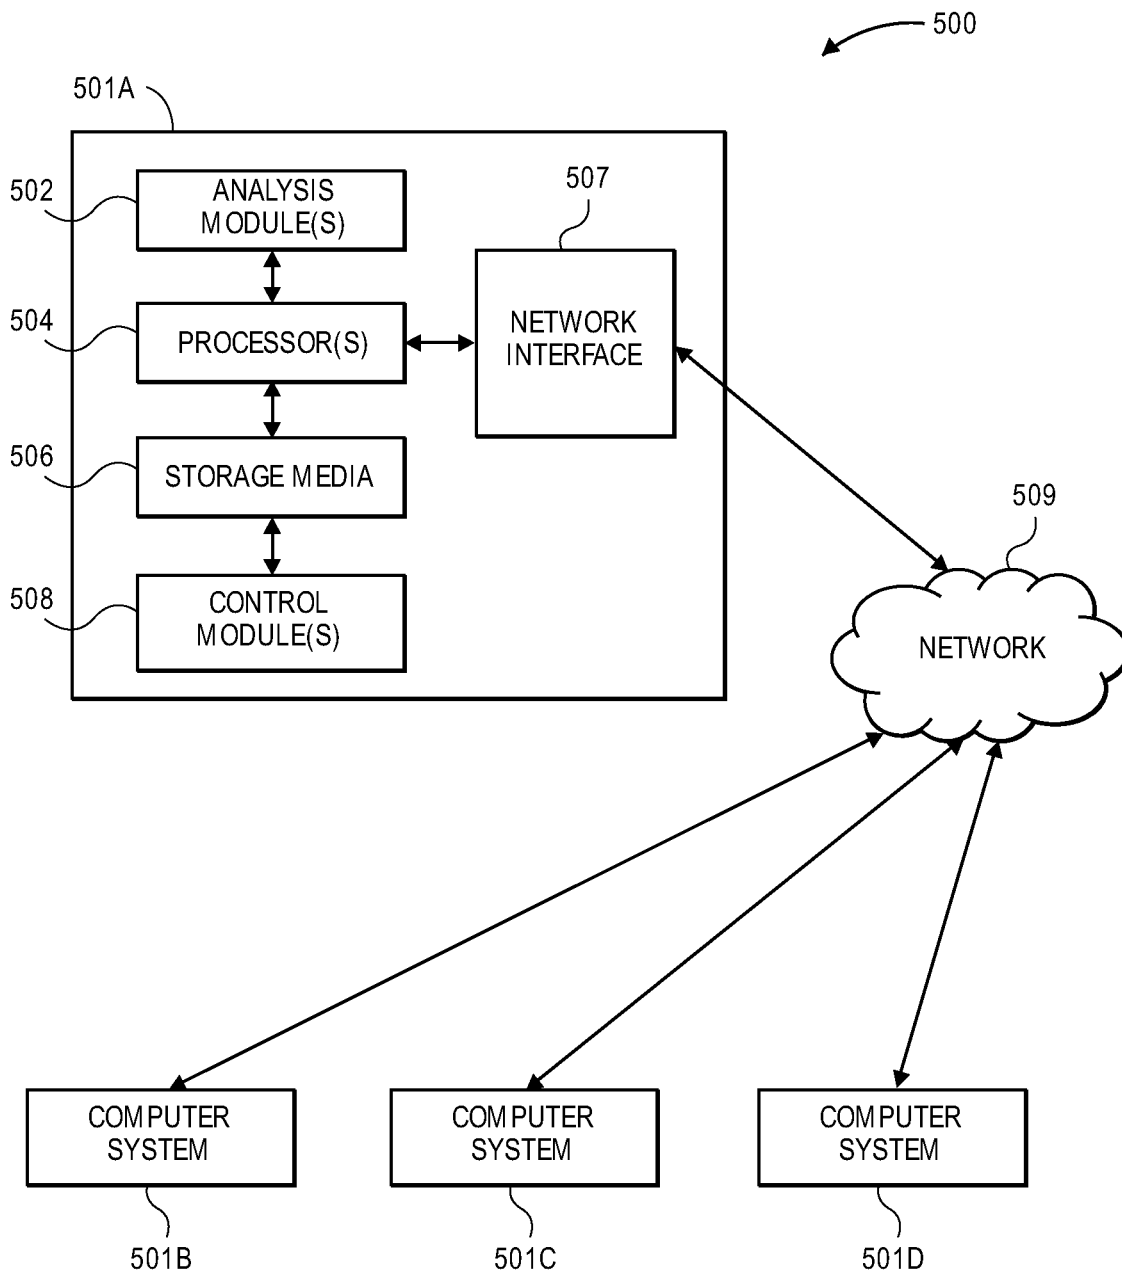 500
501A
502
ANALYSIS
MODULE(S)
507
504
PROCESSOR(S)
NETWORK
INTERFACE
506
STORAGE MEDIA
509
508
CONTROL
MODULE(S)
NETWORK
COMPUTER
SYSTEM
COMPUTER
SYSTEM
COMPUTER
SYSTEM
501B
501C
501D